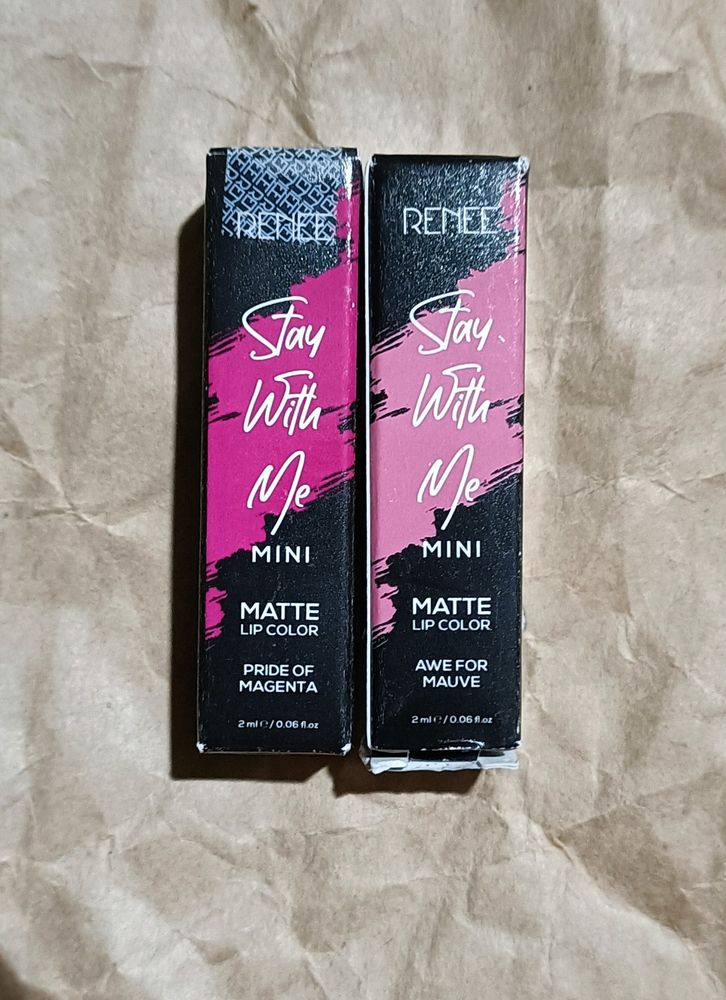 RENEE
Stay
With
Me
MINI
MATTE
LIP COLOR
PRIDE OF
MAGENTA
2 ml ℮ / 0.06 fl.oz
RENEE
Stay
With
Me
MINI
MATTE
LIP COLOR
AWE FOR
MAUVE
2 ml ℮ / 0.06 fl.oz